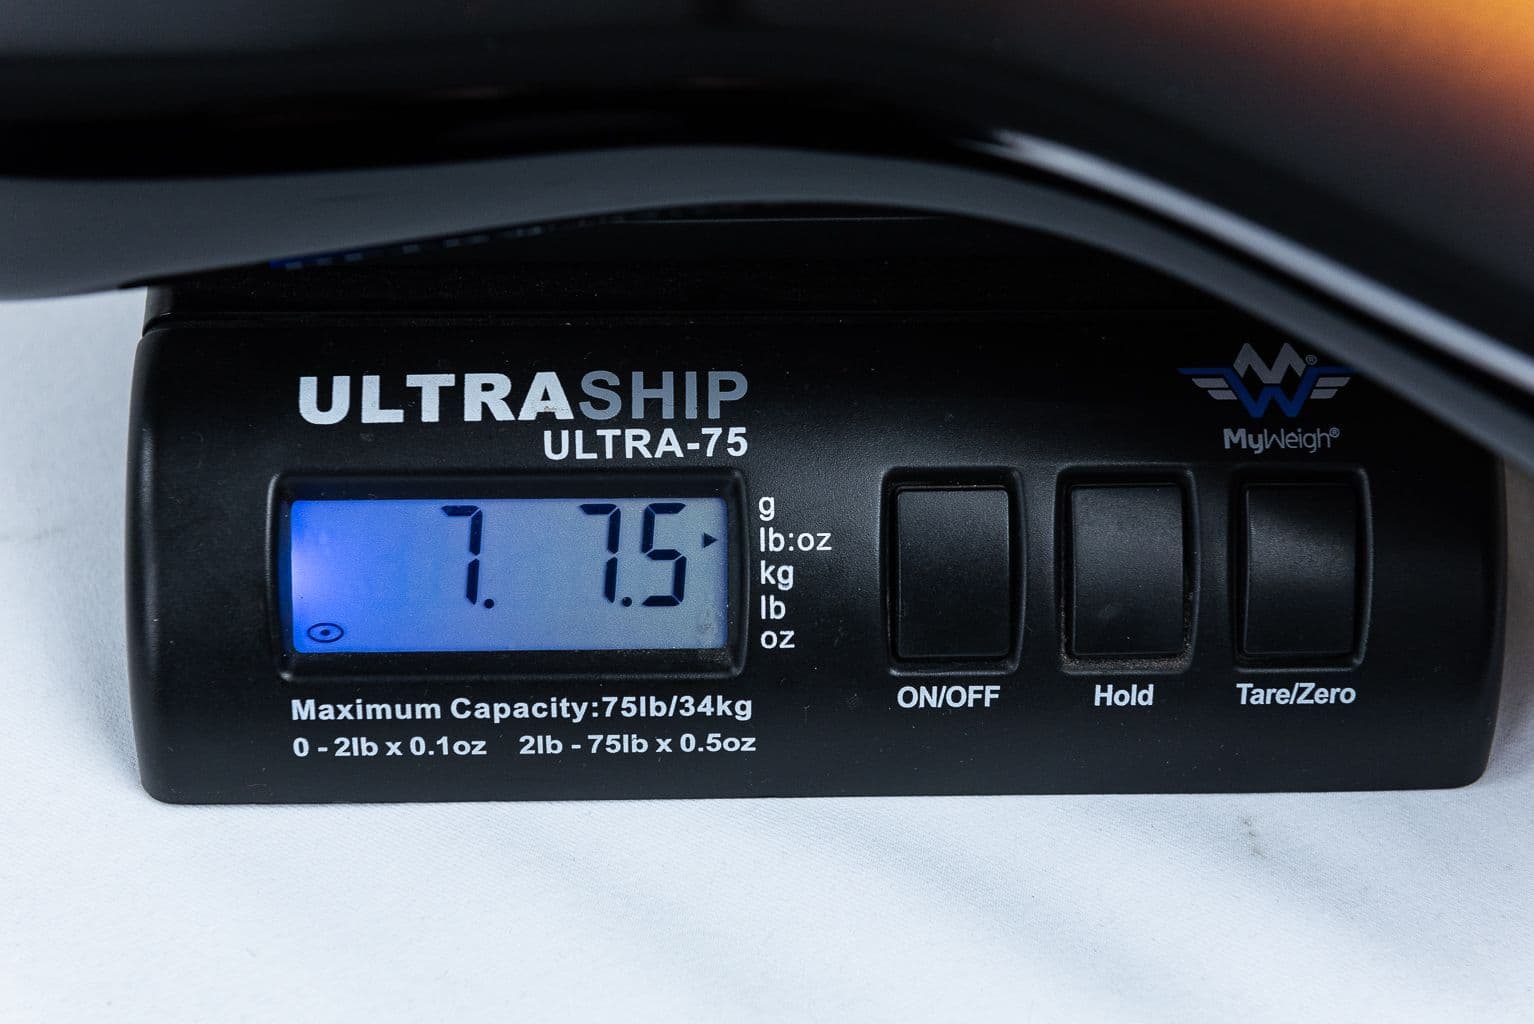 ULTRASHIP
ULTRA-75
MW®
MyWeigh®
7. 7.5
g
lb:oz
kg
lb
oz
ON/OFF
Hold
Tare/Zero
Maximum Capacity:75lb/34kg
0 - 2lb x 0.1oz 2lb - 75lb x 0.5oz